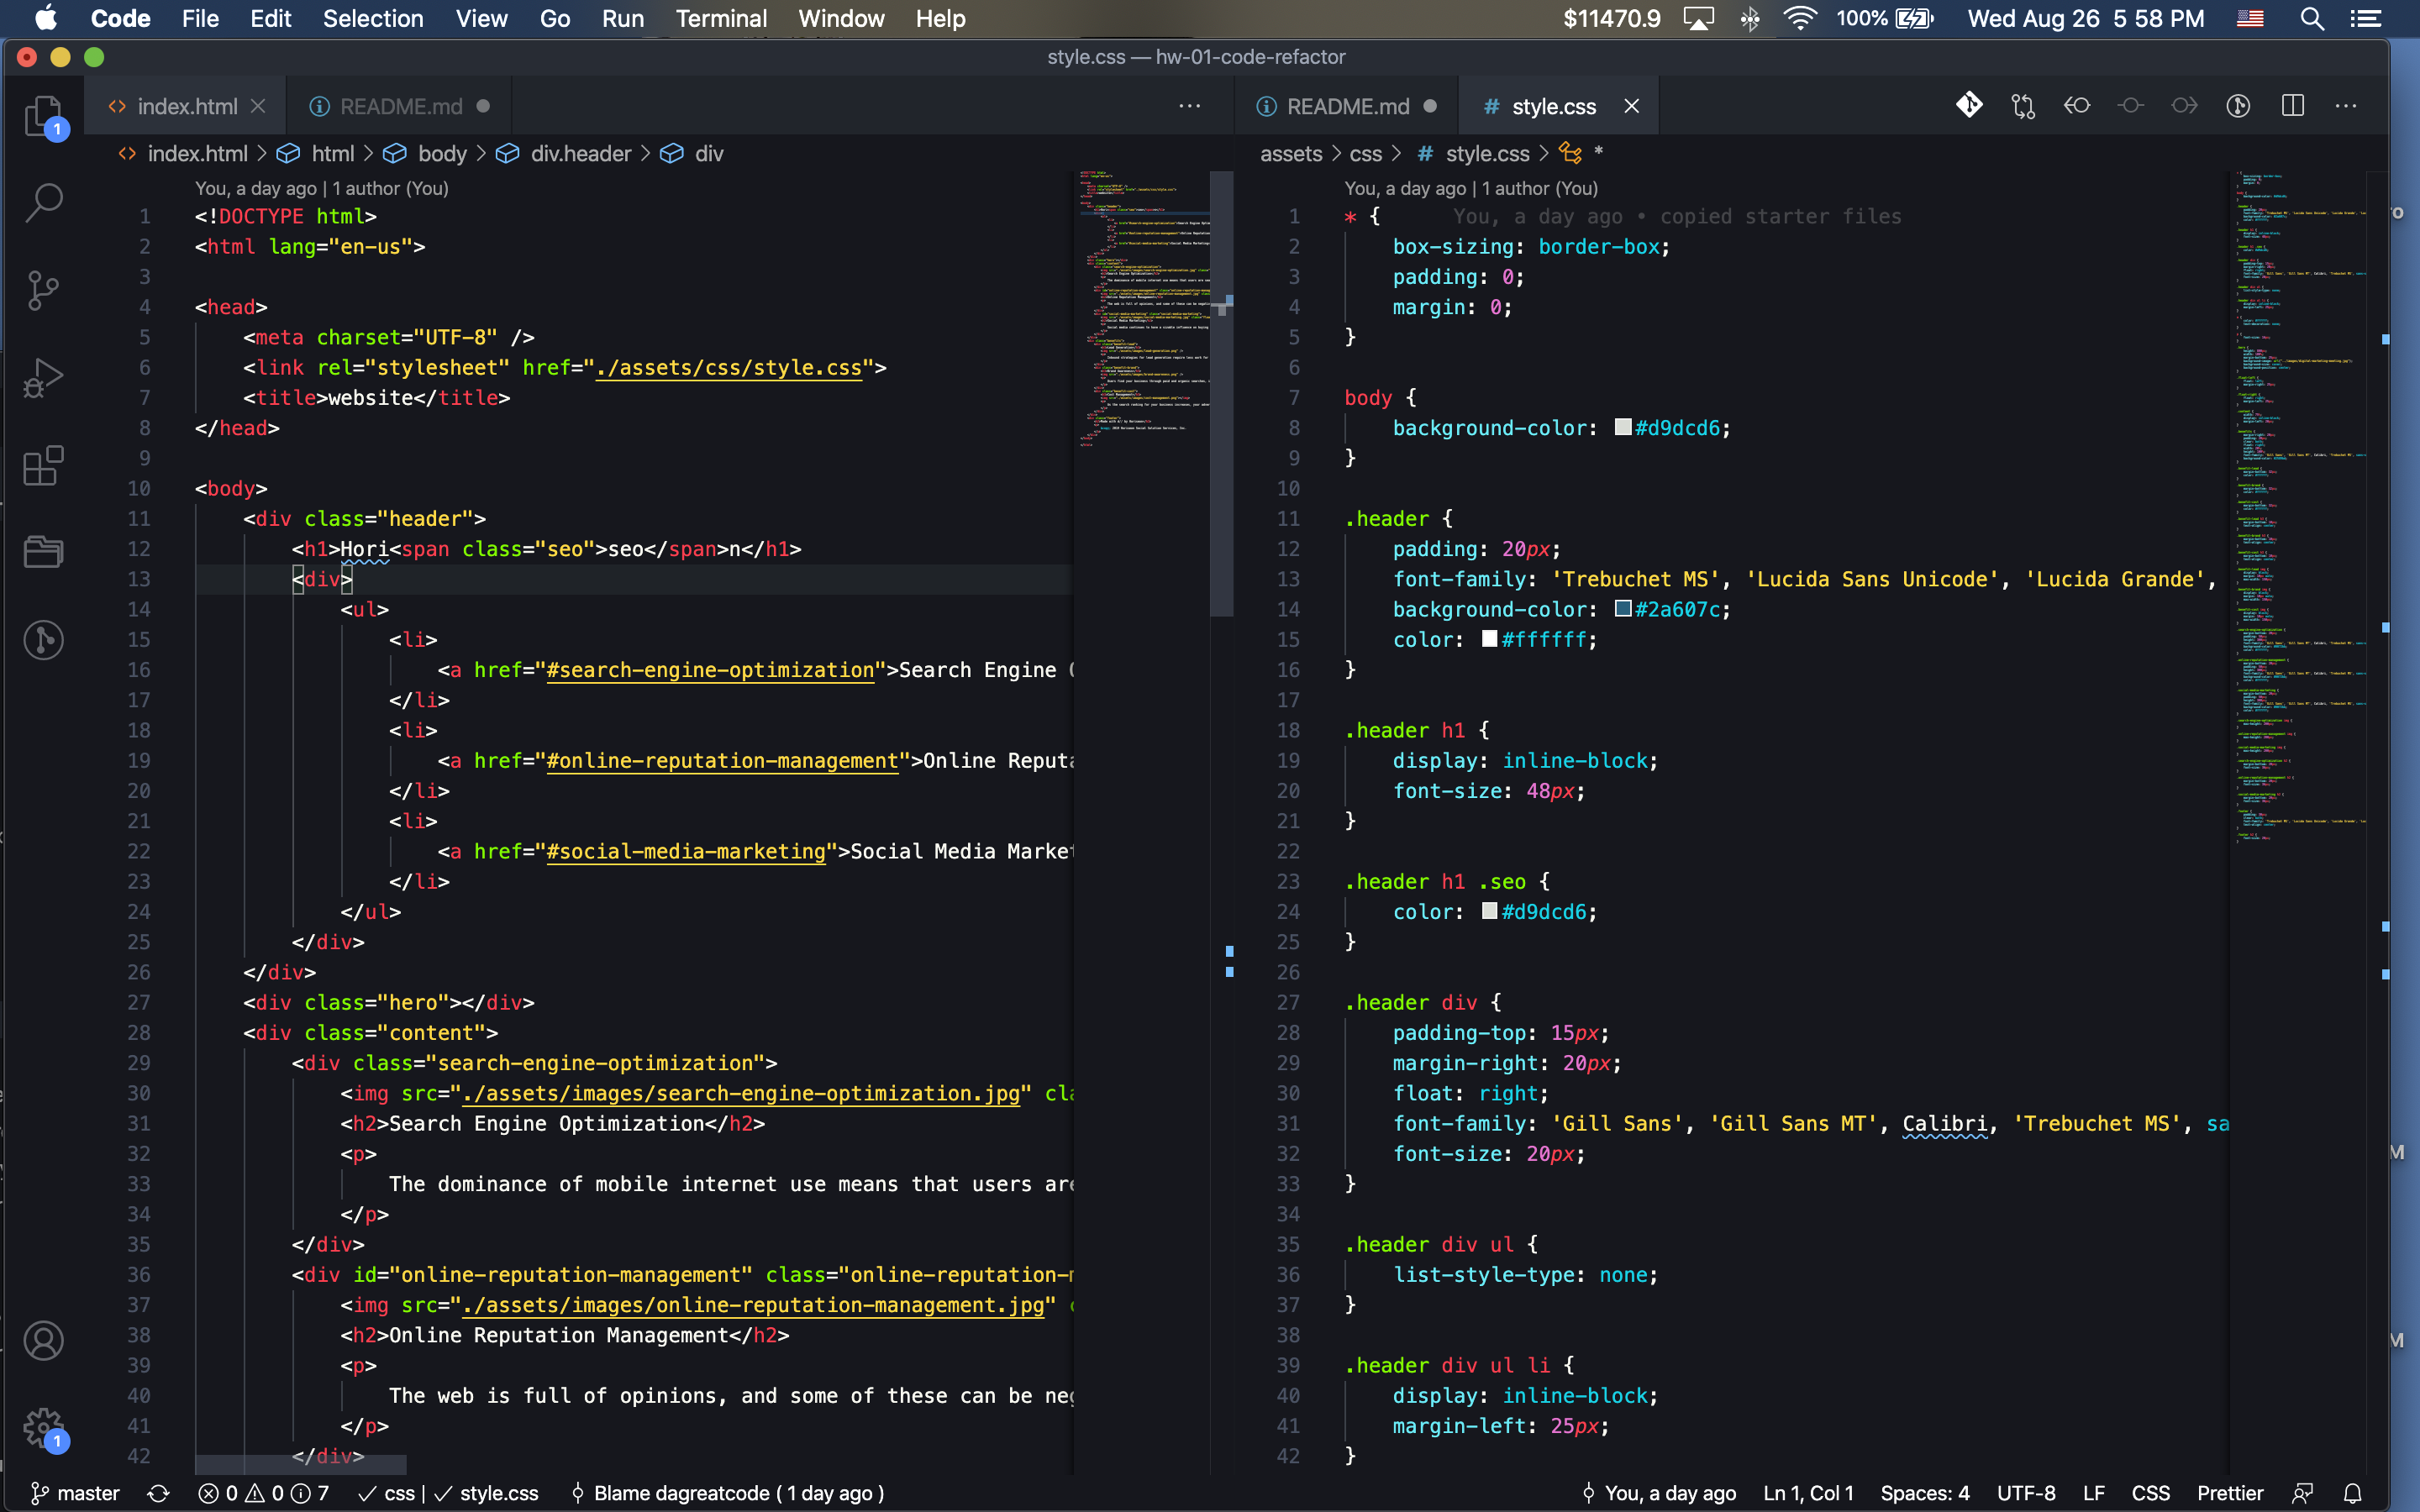 Code File Edit Selection View Go Run Terminal Window Help $11470.9 100% Wed Aug 26 5 58 PM
style.css — hw-01-code-refactor
index.html README.md
index.html > html > body > div.header > div
You, a day ago | 1 author (You)
1 <!DOCTYPE html>
2 <html lang="en-us">
3
4 <head>
5 <meta charset="UTF-8" />
6 <link rel="stylesheet" href="./assets/css/style.css">
7 <title>website</title>
8 </head>
9
10 <body>
11 <div class="header">
12 <h1>Hori<span class="seo">seo</span>n</h1>
13 <div>
14 <ul>
15 <li>
16 <a href="#search-engine-optimization">Search Engine
17 </li>
18 <li>
19 <a href="#online-reputation-management">Online Reputa
20 </li>
21 <li>
22 <a href="#social-media-marketing">Social Media Market
23 </li>
24 </ul>
25 </div>
26 </div>
27 <div class="hero"></div>
28 <div class="content">
29 <div class="search-engine-optimization">
30 <img src="./assets/images/search-engine-optimization.jpg" cla
31 <h2>Search Engine Optimization</h2>
32 <p>
33 The dominance of mobile internet use means that users are
34 </p>
35 </div>
36 <div id="online-reputation-management" class="online-reputation-m
37 <img src="./assets/images/online-reputation-management.jpg" c
38 <h2>Online Reputation Management</h2>
39 <p>
40 The web is full of opinions, and some of these can be neg
41 </p>
42 </div>
README.md # style.css
assets > css > # style.css > *
You, a day ago | 1 author (You)
1 * { You, a day ago • copied starter files
2 box-sizing: border-box;
3 padding: 0;
4 margin: 0;
5 }
6
7 body {
8 background-color: #d9dcd6;
9 }
10
11 .header {
12 padding: 20px;
13 font-family: 'Trebuchet MS', 'Lucida Sans Unicode', 'Lucida Grande',
14 background-color: #2a607c;
15 color: #ffffff;
16 }
17
18 .header h1 {
19 display: inline-block;
20 font-size: 48px;
21 }
22
23 .header h1 .seo {
24 color: #d9dcd6;
25 }
26
27 .header div {
28 padding-top: 15px;
29 margin-right: 20px;
30 float: right;
31 font-family: 'Gill Sans', 'Gill Sans MT', Calibri, 'Trebuchet MS', sa
32 font-size: 20px;
33 }
34
35 .header div ul {
36 list-style-type: none;
37 }
38
39 .header div ul li {
40 display: inline-block;
41 margin-left: 25px;
42 }
1
1
master 0 0 7 css | style.css Blame dagreatcode ( 1 day ago ) You, a day ago Ln 1, Col 1 Spaces: 4 UTF-8 LF CSS Prettier